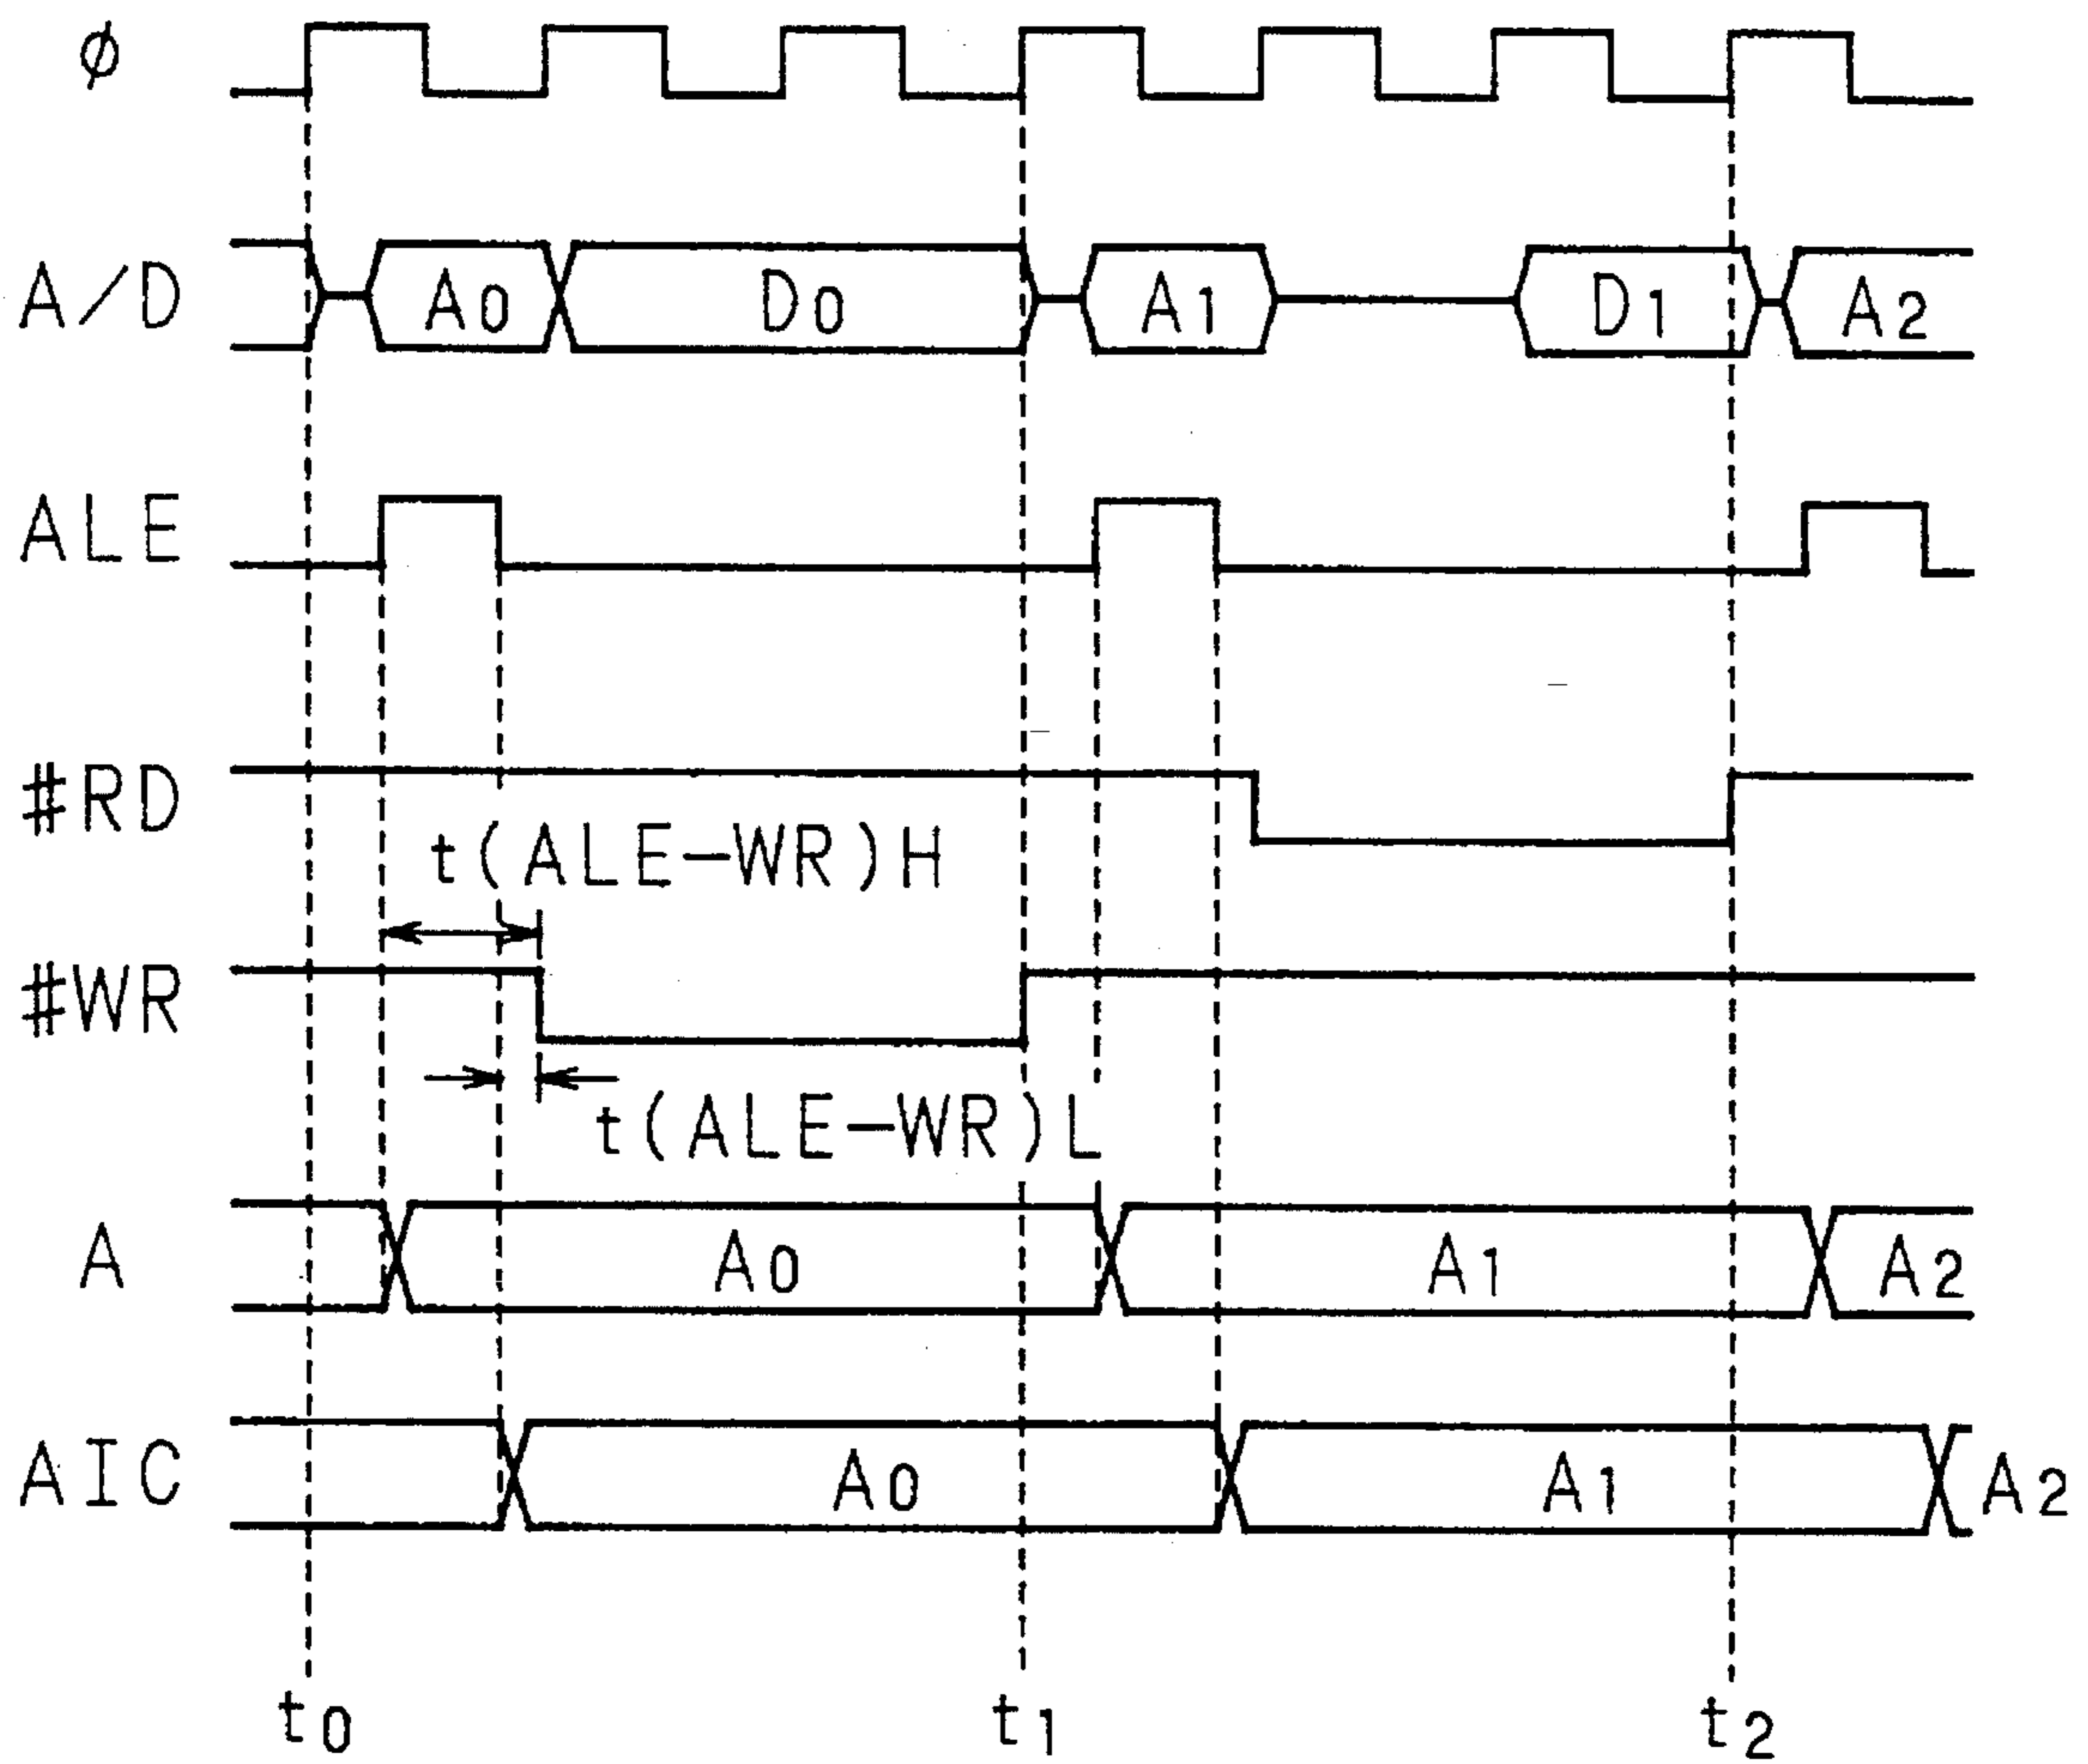 ø
A/D A0 D0 A1 D1 A2
ALE
#RD
t(ALE-WR)H
#WR
t(ALE-WR)L
A A0 A1 A2
AIC A0 A1 A2
t0 t1 t2